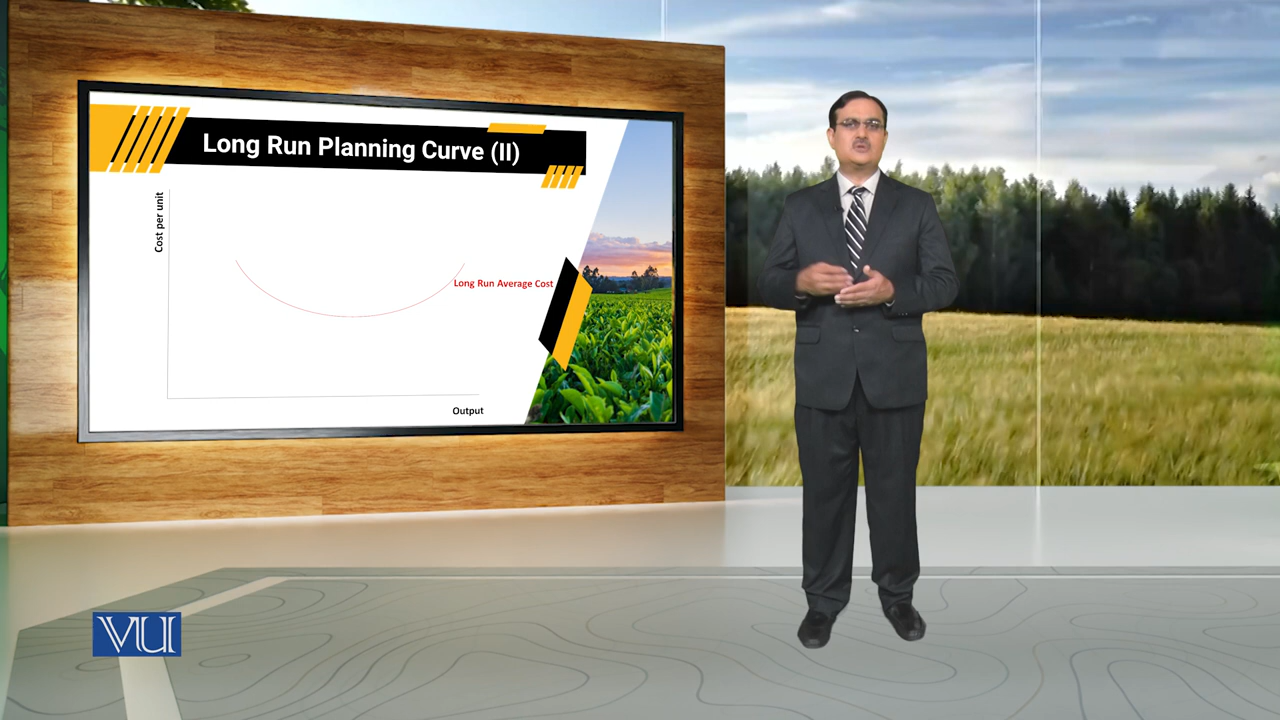 Long Run Planning Curve (II)
Cost per unit
Long Run Average Cost
Output
VU